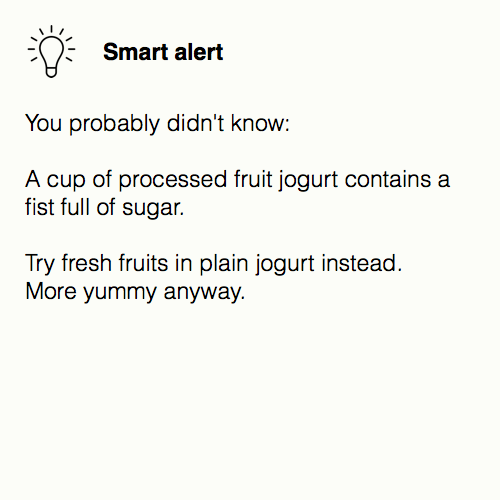 Smart alert
You probably didn't know:
A cup of processed fruit jogurt contains a
fist full of sugar.
Try fresh fruits in plain jogurt instead.
More yummy anyway.